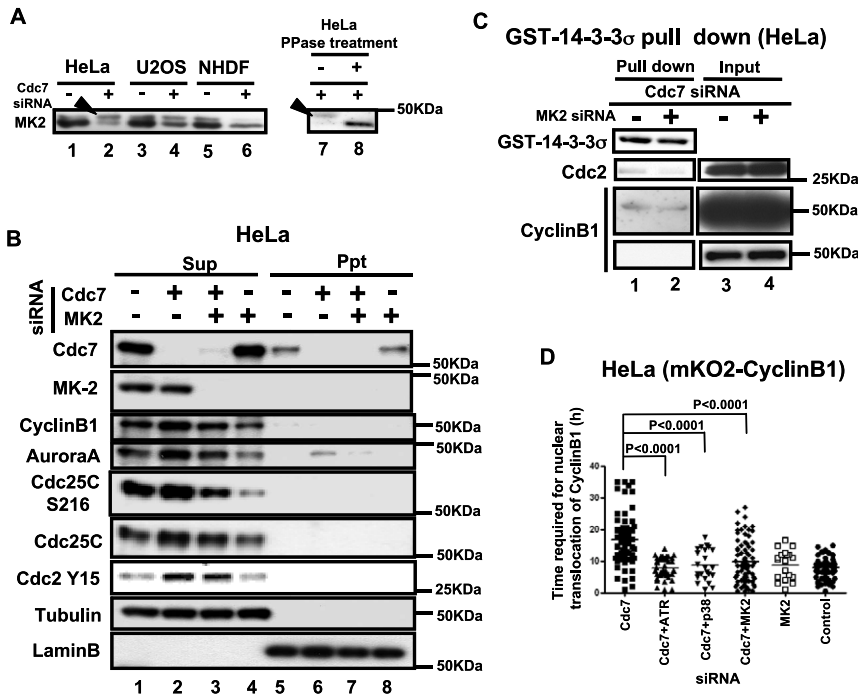 A
HeLa U2OS NHDF
Cdc7 siRNA - + - + - +
MK2
1 2 3 4 5 6
HeLa
PPase treatment
- +
+ +
50KDa
7 8
B
HeLa
Sup Ppt
siRNA
Cdc7 - + + - - + + -
MK2 - - + + - - + +
Cdc7
50KDa
MK-2
50KDa
CyclinB1
50KDa
AuroraA
50KDa
Cdc25C
S216
50KDa
Cdc25C
50KDa
Cdc2 Y15
25KDa
Tubulin
50KDa
LaminB
50KDa
1 2 3 4 5 6 7 8
C
GST-14-3-3σ pull down (HeLa)
Pull down Input
Cdc7 siRNA
MK2 siRNA - + - +
GST-14-3-3σ
Cdc2
25KDa
CyclinB1
50KDa
50KDa
1 2 3 4
D
HeLa (mKO2-CyclinB1)
P<0.0001
P<0.0001
P<0.0001
Time required for nuclear
translocation of CyclinB1 (h)
40
30
20
10
0
Cdc7
Cdc7+ATR
Cdc7+p38
Cdc7+MK2
MK2
Control
siRNA